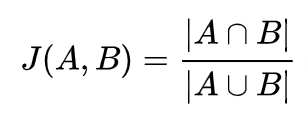 J(A, B) = |A ∩ B| / |A ∪ B|